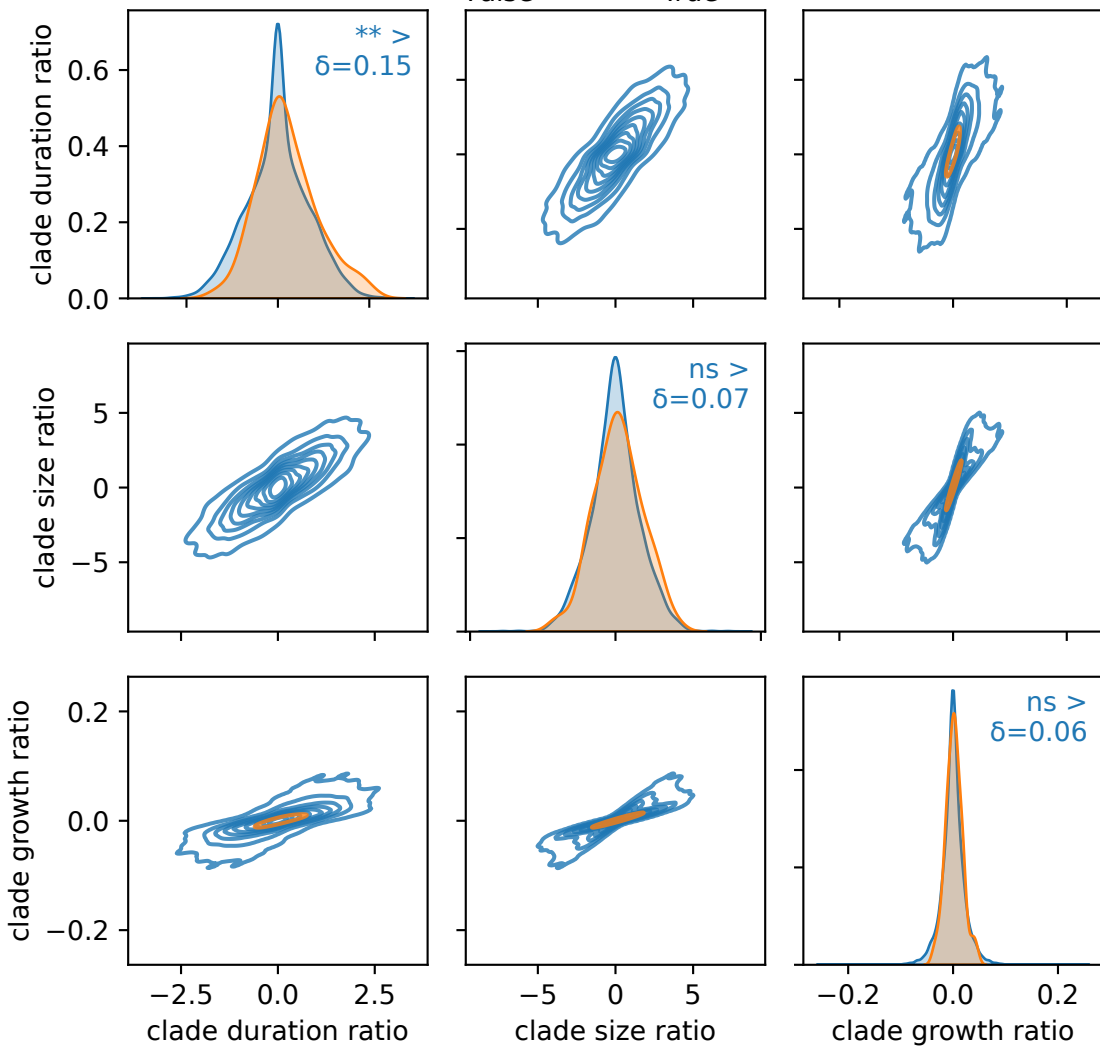 ** >
δ=0.15
clade duration ratio
0.6
0.4
0.2
0.0
ns >
δ=0.07
clade size ratio
5
0
−5
ns >
δ=0.06
clade growth ratio
0.2
0.0
−0.2
−2.5 0.0 2.5
−5 0 5
−0.2 0.0 0.2
clade duration ratio
clade size ratio
clade growth ratio